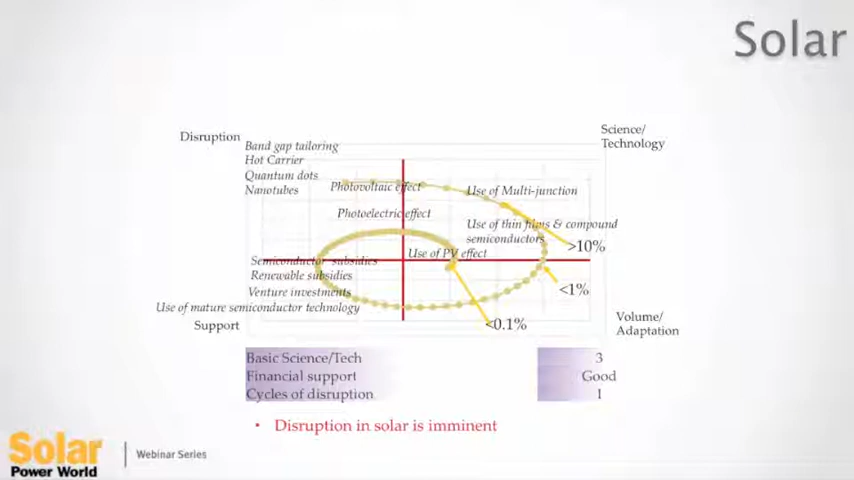 Solar
Disruption
Science/
Technology
Band gap tailoring
Hot Carrier
Quantum dots
Nanotubes
Photovoltaic effect
Use of Multi-junction
Photoelectric effect
Use of thin films & compound
semiconductors
>10%
Use of PV effect
Semiconductor subsidies
Renewable subsidies
Venture investments
<1%
Use of mature semiconductor technology
Support
<0.1%
Volume/
Adaptation
Basic Science/Tech 3
Financial support Good
Cycles of disruption 1
• Disruption in solar is imminent
Solar
Power World
Webinar Series